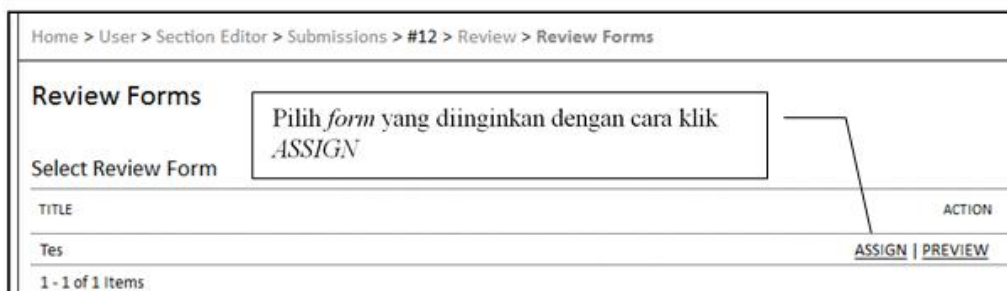 Home > User > Section Editor > Submissions > #12 > Review > Review Forms
Review Forms
Pilih form yang diinginkan dengan cara klik
ASSIGN
Select Review Form
TITLE ACTION
Tes ASSIGN | PREVIEW
1 - 1 of 1 Items